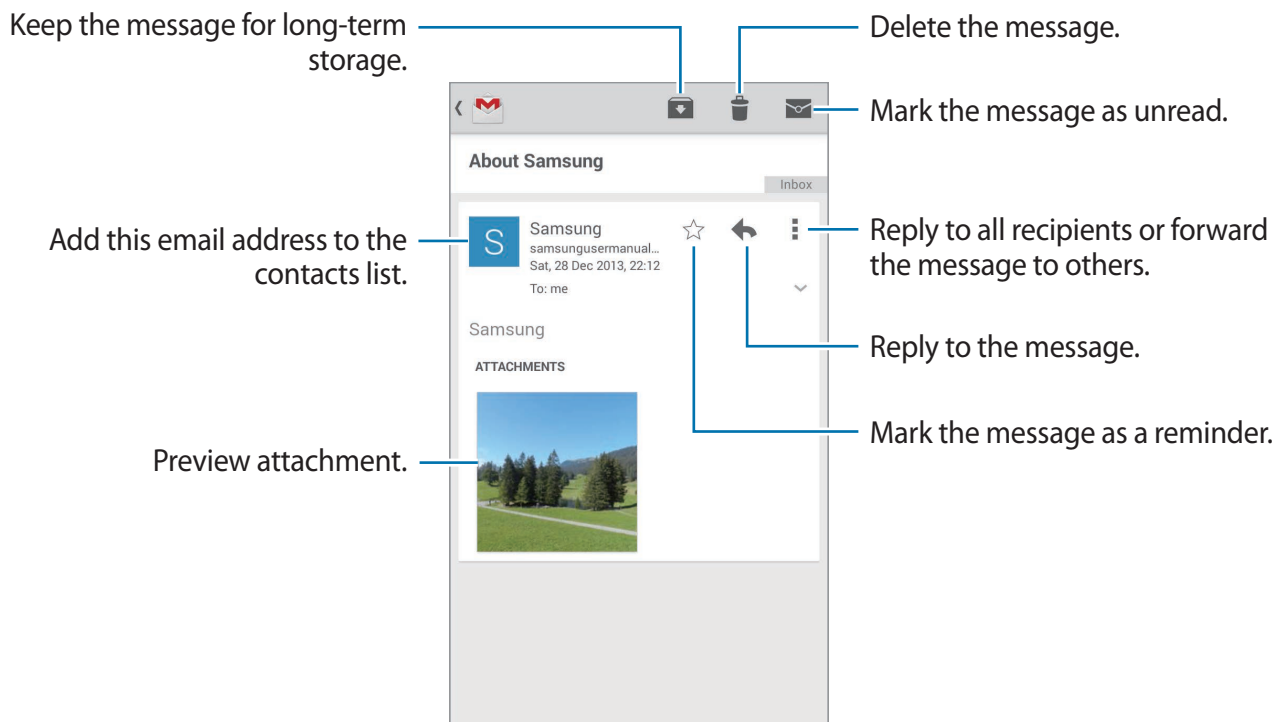 Keep the message for long-term
storage.
Delete the message.
Mark the message as unread.
About Samsung
Inbox
Add this email address to the
contacts list.
S
Samsung
samsungusermanual...
Sat, 28 Dec 2013, 22:12
To: me
Reply to all recipients or forward
the message to others.
Samsung
Reply to the message.
ATTACHMENTS
Mark the message as a reminder.
Preview attachment.